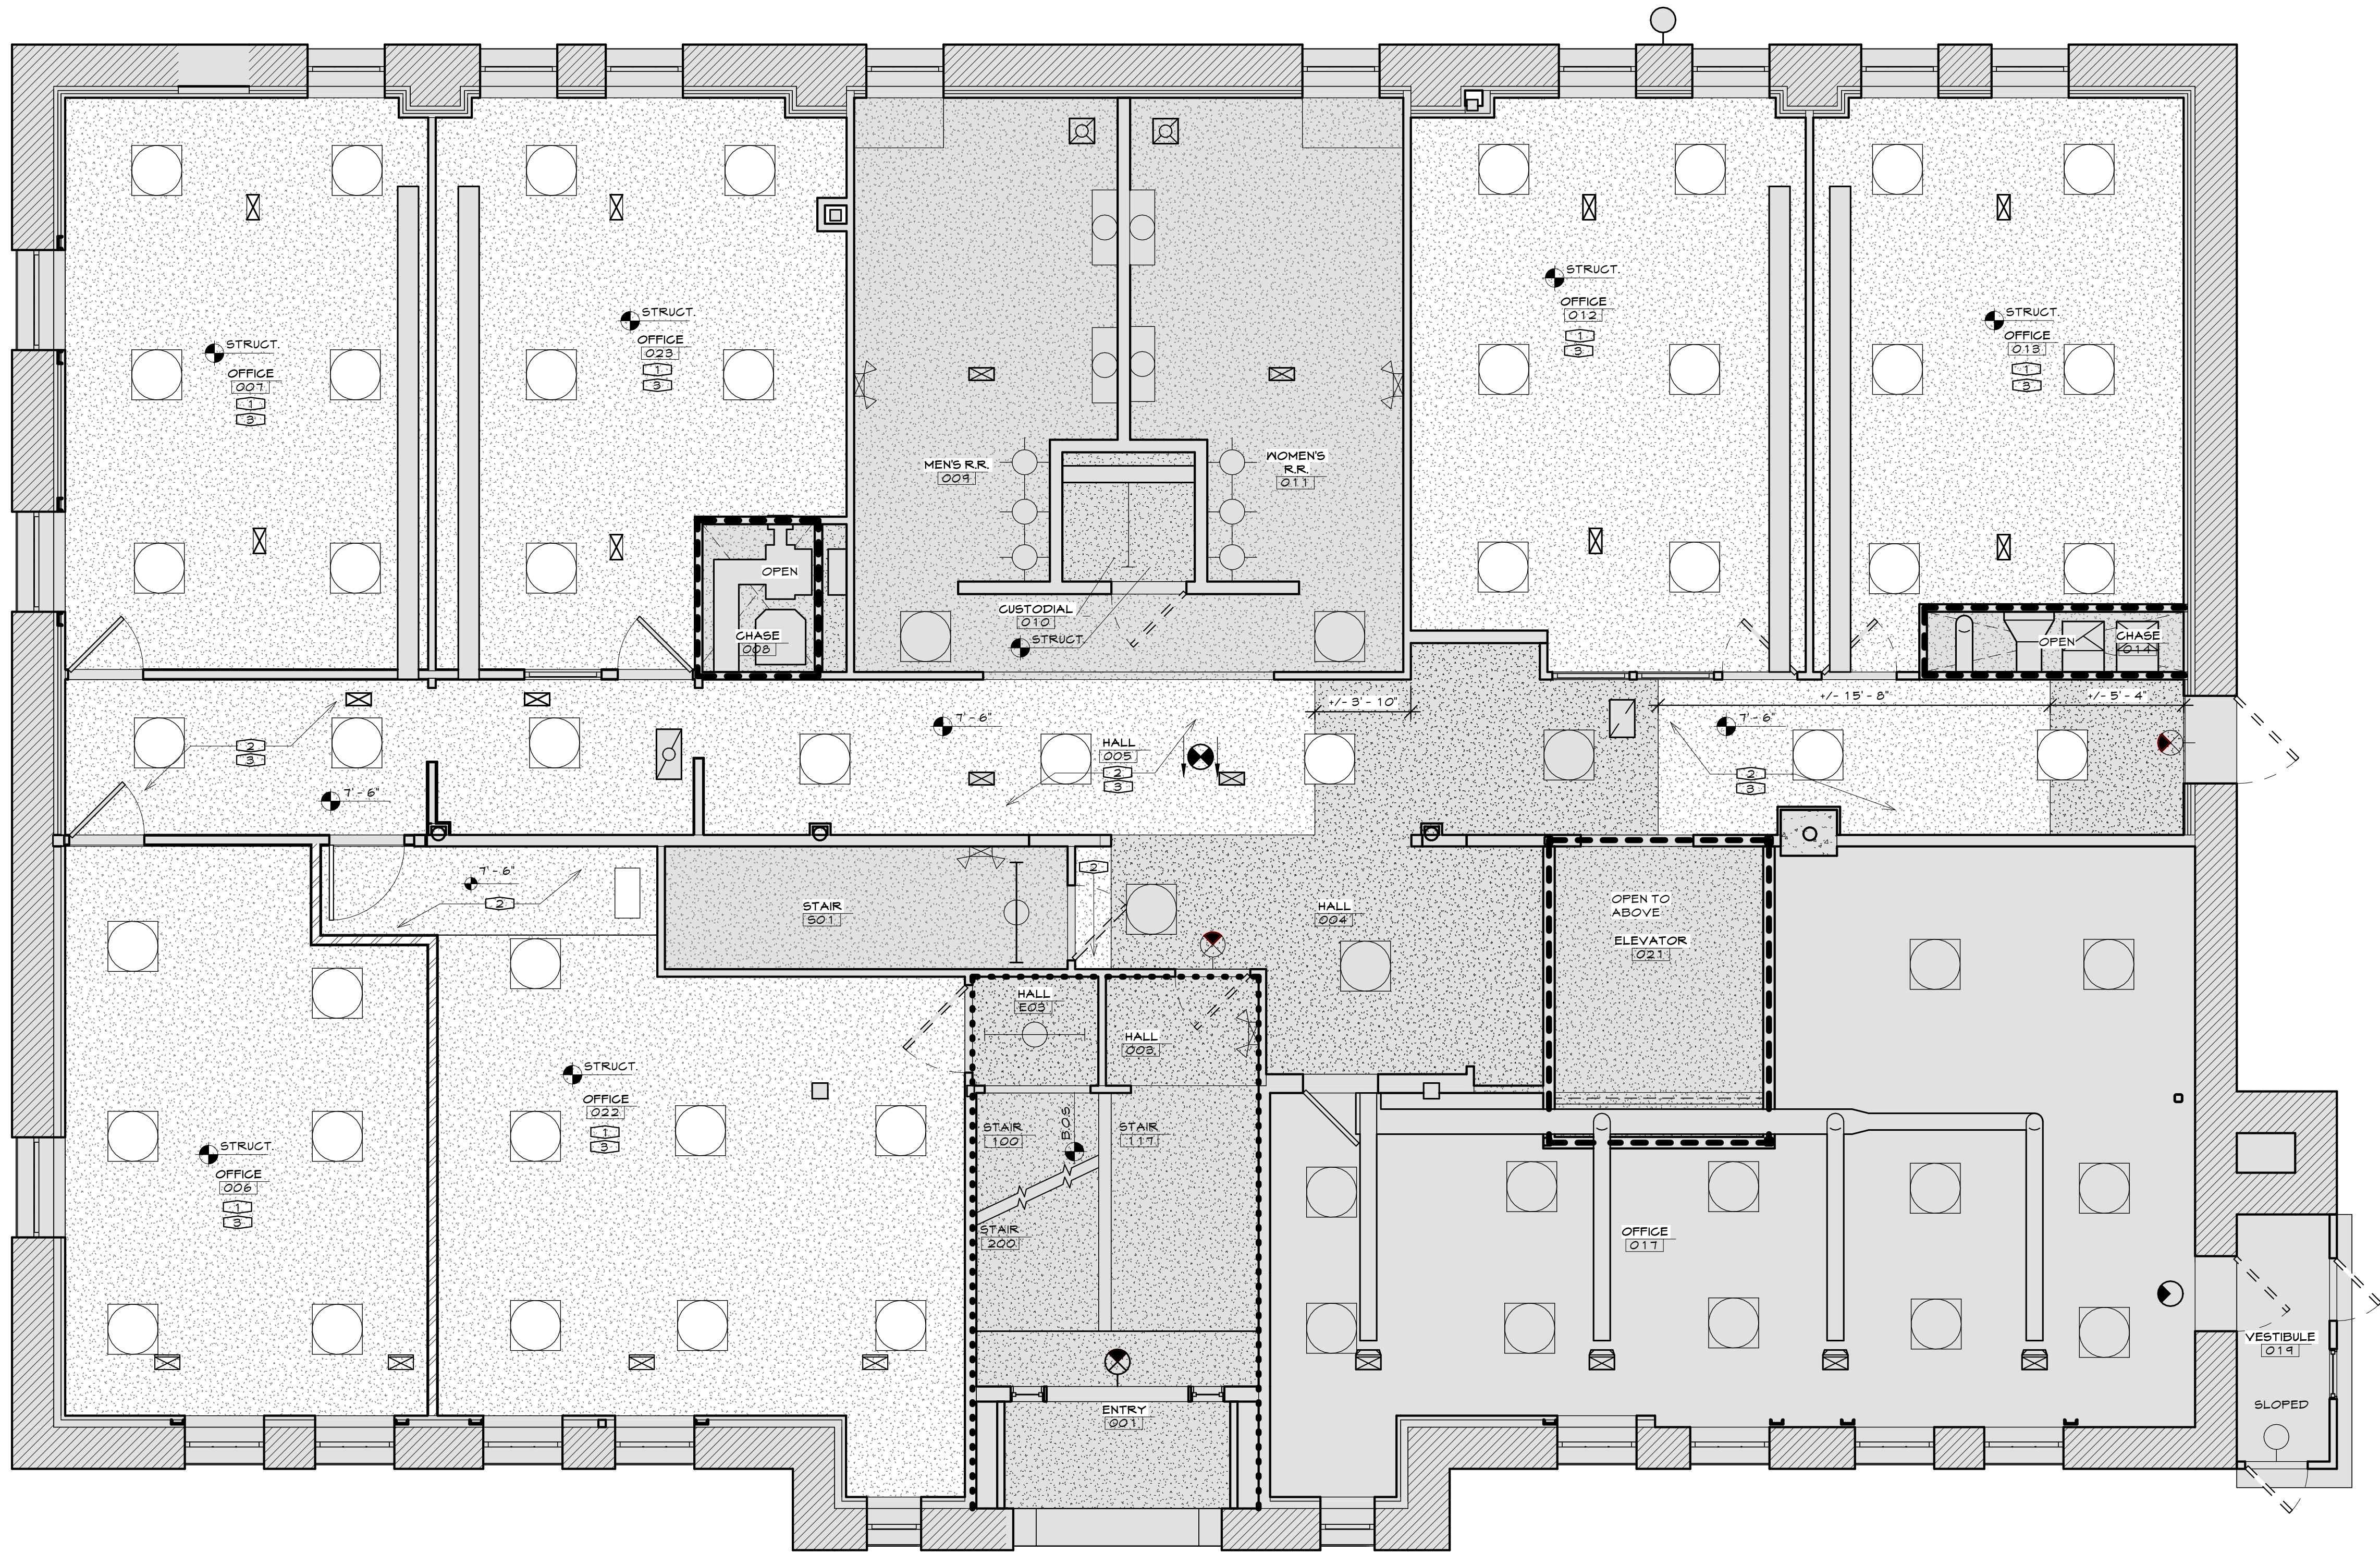 STRUCT.
OFFICE
007
1
3
STRUCT.
OFFICE
023
1
3
MEN'S R.R.
009
WOMEN'S
R.R.
011
STRUCT.
OFFICE
012
1
3
STRUCT.
OFFICE
013
1
3
OPEN
CHASE
008
CUSTODIAL
010
STRUCT.
OPEN
CHASE
014
+/- 3' - 10"
+/- 15' - 8"
+/- 5' - 4"
2
3
7' - 6"
7' - 6"
HALL
005
2
3
7' - 6"
2
3
7' - 6"
2
STAIR
S01
2
HALL
004
OPEN TO
ABOVE
ELEVATOR
021
HALL
E03
HALL
003
STRUCT.
OFFICE
022
1
3
STAIR
100
B.O.S
STAIR
117
STRUCT.
OFFICE
006
1
3
STAIR
200
OFFICE
017
VESTIBULE
019
SLOPED
ENTRY
001